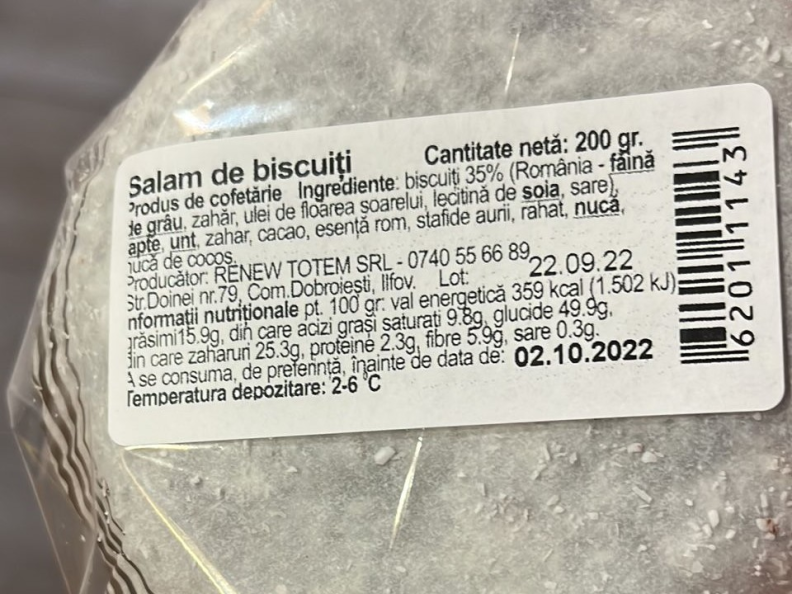 Salam de biscuiți Cantitate netă: 200 gr.
Produs de cofetărie Ingrediente: biscuiți 35% (România - făină
de grâu, zahăr, ulei de floarea soarelui, lecitină de soia, sare),
apte, unt, zahar, cacao, esență rom, stafide aurii, rahat, nucă,
nucă de cocos.
Producător: RENEW TOTEM SRL - 0740 55 66 89
Str.Doinei nr.79, Com.Dobroiești, Ilfov. Lot: 22.09.22
nformații nutriționale pt. 100 gr: val energetică 359 kcal (1.502 kJ),
grăsimi15.9g, din care acizi grași saturați 9.8g, glucide 49.9g,
din care zaharuri 25.3g, proteine 2.3g, fibre 5.9g, sare 0.3g.
A se consuma, de prefernță, înainte de data de: 02.10.2022
Temperatura depozitare: 2-6 °C
6201111143